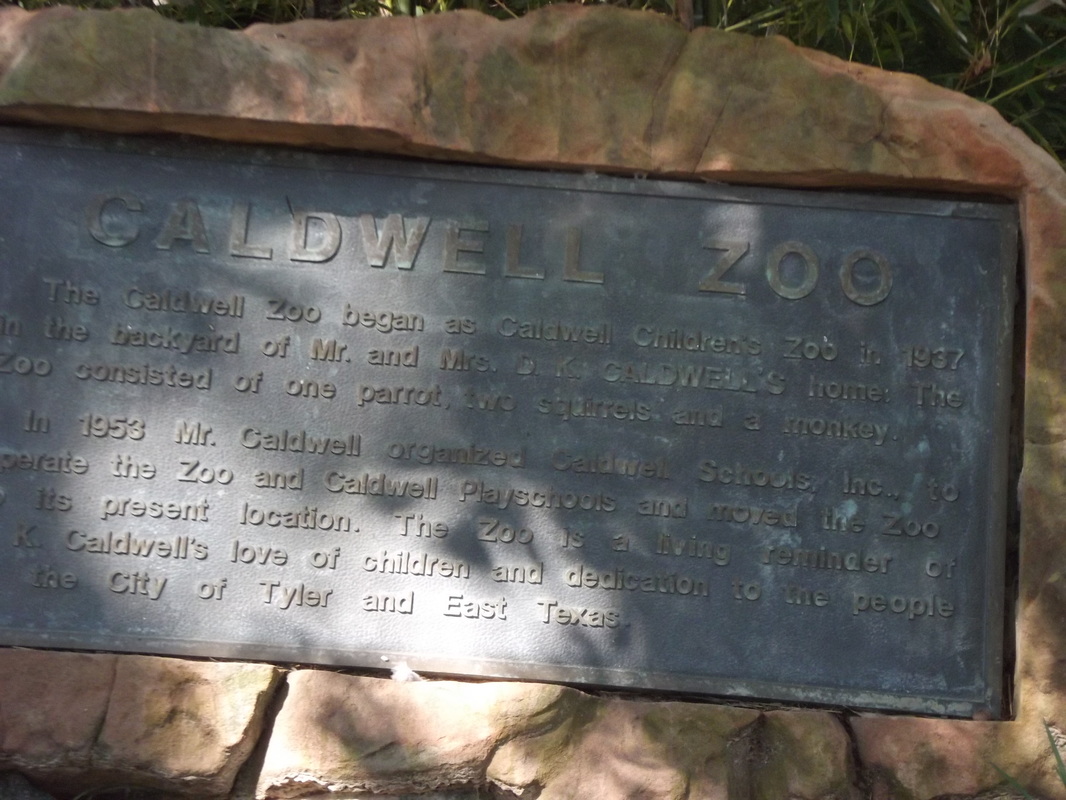 CALDWELL ZOO
The Caldwell Zoo began as Caldwell Children's Zoo in 1937
in the backyard of Mr. and Mrs. D. K. CALDWELL'S home. The
Zoo consisted of one parrot, two squirrels and a monkey.
In 1953 Mr. Caldwell organized Caldwell Schools, Inc., to
perate the Zoo and Caldwell Playschools and moved the Zoo
its present location. The Zoo is a living reminder of
K. Caldwell's love of children and dedication to the people
the City of Tyler and East Texas.